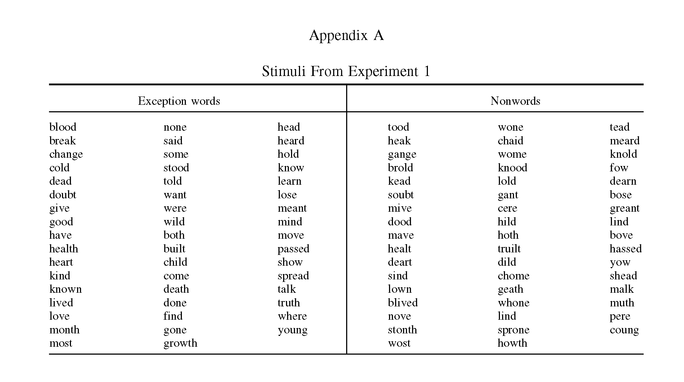 Appendix A
Stimuli From Experiment 1
Exception words Nonwords
blood none head tood wone tead
break said heard heak chaid meard
change some hold gange wome knold
cold stood know brold knood fow
dead told learn kead lold dearn
doubt want lose soubt gant bose
give were meant mive cere greant
good wild mind dood hild lind
have both move mave hoth bove
health built passed healt truilt hassed
heart child show deart dild yow
kind come spread sind chome shead
known death talk lown geath malk
lived done truth blived whone muth
love find where nove lind pere
month gone young stonth sprone coung
most growth wost howth